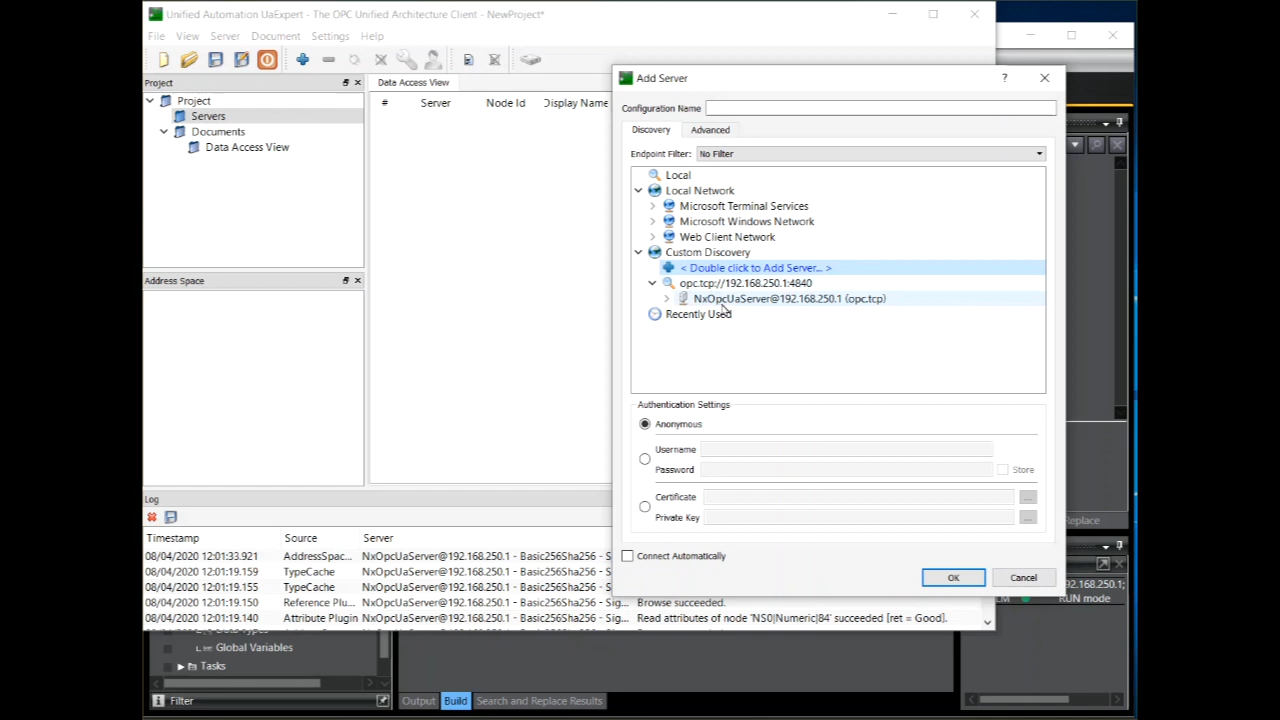 Unified Automation UaExpert - The OPC Unified Architecture Client - NewProject*
File View Server Document Settings Help
Project
Project
Servers
Documents
Data Access View
Address Space
Data Access View
# Server Node Id Display Name
Add Server
?
Configuration Name
Discovery Advanced
Endpoint Filter: No Filter
Local
Local Network
Microsoft Terminal Services
Microsoft Windows Network
Web Client Network
Custom Discovery
< Double click to Add Server... >
opc.tcp://192.168.250.1:4840
NxOpcUaServer@192.168.250.1 (opc.tcp)
Recently Used
Authentication Settings
Anonymous
Username
Password
Store
Certificate
...
Private Key
...
Connect Automatically
OK Cancel
Log
Timestamp Source Server
08/04/2020 12:01:33.921 AddressSpac... NxOpcUaServer@192.168.250.1 - Basic256Sha256 - S
08/04/2020 12:01:19.159 TypeCache NxOpcUaServer@192.168.250.1 - Basic256Sha256 - Si
08/04/2020 12:01:19.155 TypeCache NxOpcUaServer@192.168.250.1 - Basic256Sha256 - Si
08/04/2020 12:01:19.150 Reference Plu... NxOpcUaServer@192.168.250.1 - Basic256Sha256 - Sig... Browse succeeded.
08/04/2020 12:01:19.140 Attribute Plugin NxOpcUaServer@192.168.250.1 - Basic256Sha256 - Sig... Read attributes of node 'NS0|Numeric|84' succeeded [ret = Good].
Data Types
Global Variables
Tasks
Filter
Output Build Search and Replace Results
Replace
92.168.250.1;
RUN mode